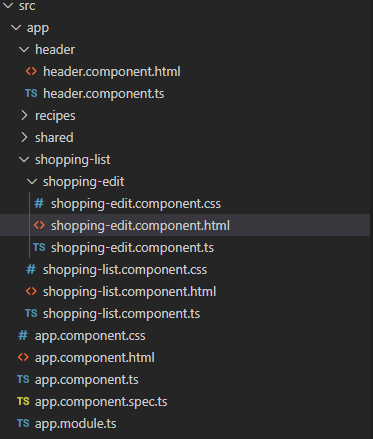 src
app
header
<> header.component.html
TS header.component.ts
recipes
shared
shopping-list
shopping-edit
# shopping-edit.component.css
<> shopping-edit.component.html
TS shopping-edit.component.ts
# shopping-list.component.css
<> shopping-list.component.html
TS shopping-list.component.ts
# app.component.css
<> app.component.html
TS app.component.ts
TS app.component.spec.ts
TS app.module.ts